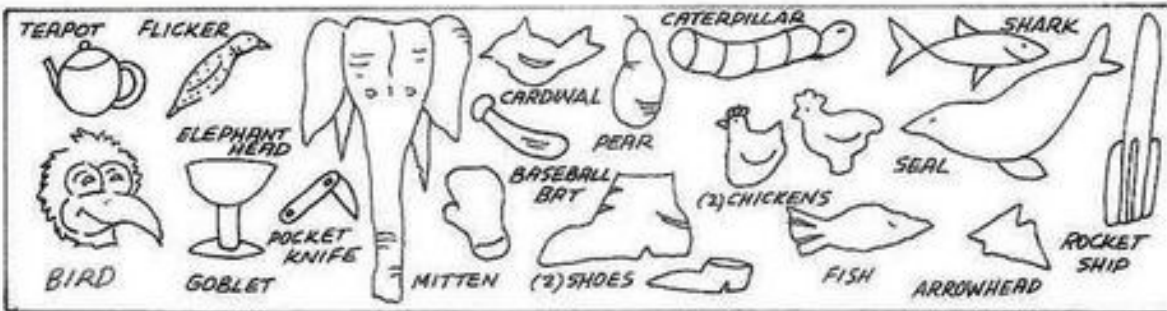 TEAPOT
FLICKER
CATERPILLAR
SHARK
CARDINAL
ELEPHANT
HEAD
PEAR
BASEBALL
BAT
SEAL
(2) CHICKENS
POCKET
KNIFE
ROCKET
SHIP
BIRD
GOBLET
MITTEN
(2) SHOES
FISH
ARROWHEAD